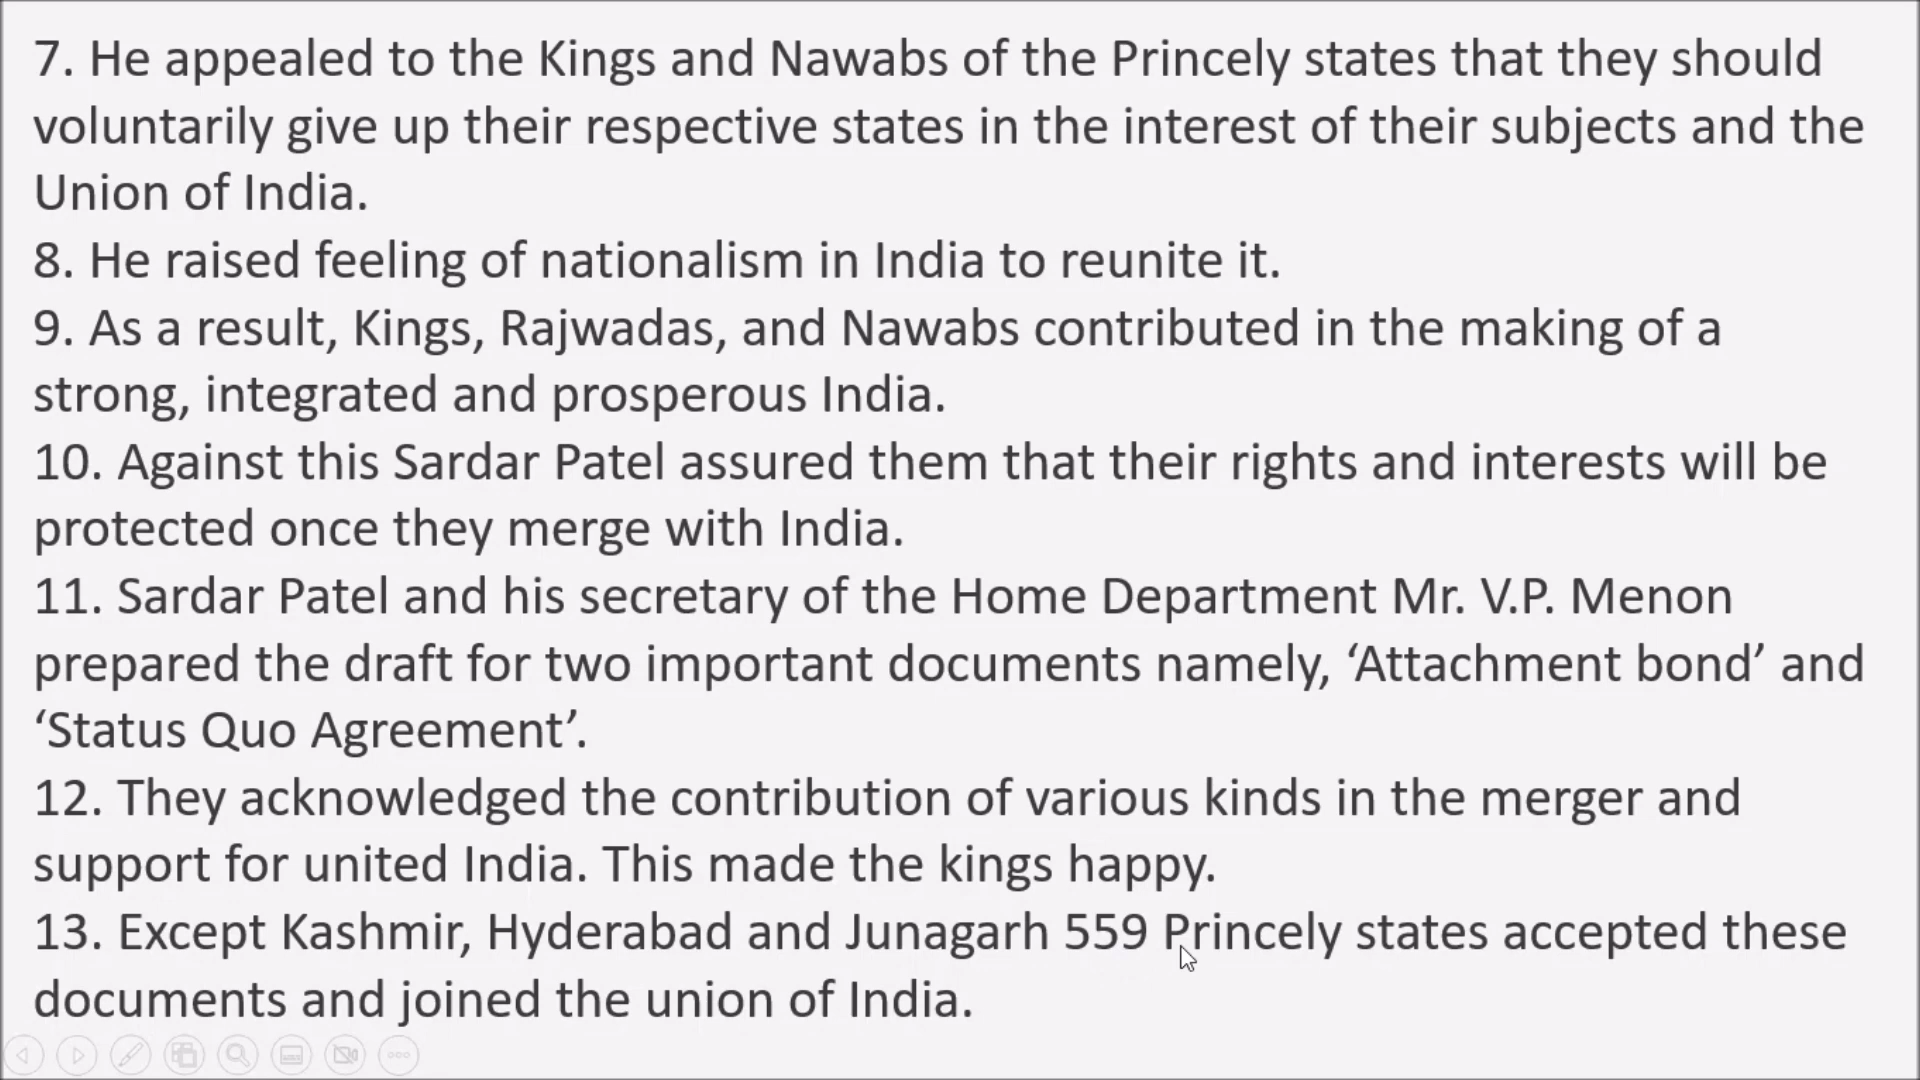 7. He appealed to the Kings and Nawabs of the Princely states that they should
voluntarily give up their respective states in the interest of their subjects and the
Union of India.
8. He raised feeling of nationalism in India to reunite it.
9. As a result, Kings, Rajwadas, and Nawabs contributed in the making of a
strong, integrated and prosperous India.
10. Against this Sardar Patel assured them that their rights and interests will be
protected once they merge with India.
11. Sardar Patel and his secretary of the Home Department Mr. V.P. Menon
prepared the draft for two important documents namely, ‘Attachment bond’ and
‘Status Quo Agreement’.
12. They acknowledged the contribution of various kinds in the merger and
support for united India. This made the kings happy.
13. Except Kashmir, Hyderabad and Junagarh 559 Princely states accepted these
documents and joined the union of India.